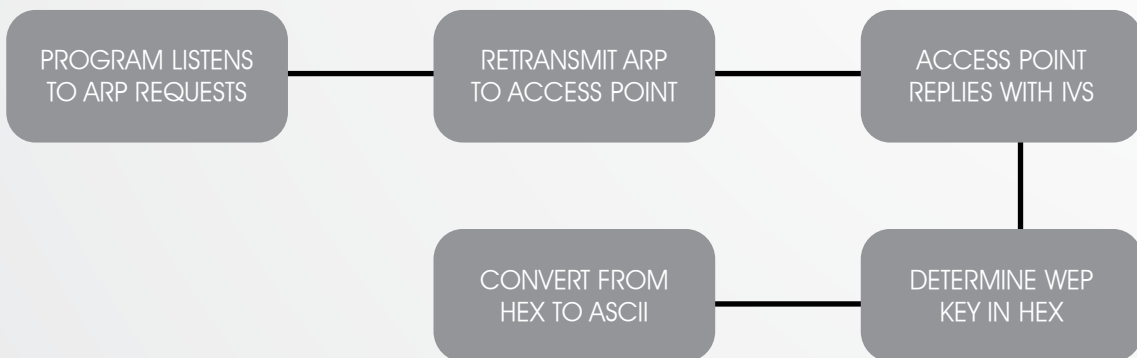 PROGRAM LISTENS
TO ARP REQUESTS
RETRANSMIT ARP
TO ACCESS POINT
ACCESS POINT
REPLIES WITH IVS
DETERMINE WEP
KEY IN HEX
CONVERT FROM
HEX TO ASCII